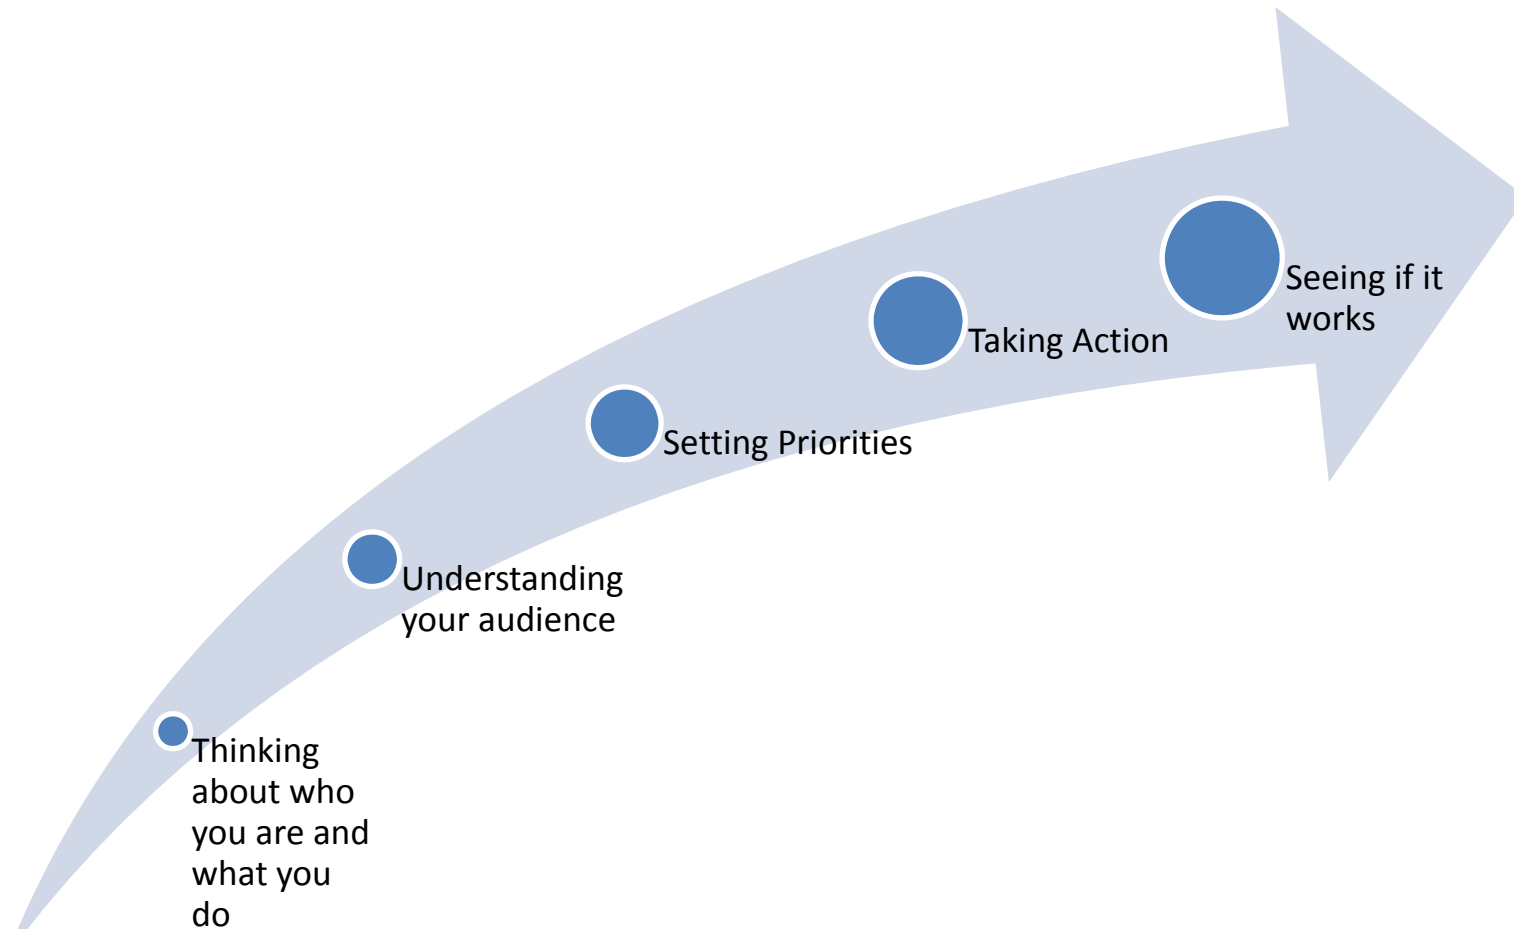 Thinking
about who
you are and
what you
do
Understanding
your audience
Setting Priorities
Taking Action
Seeing if it
works